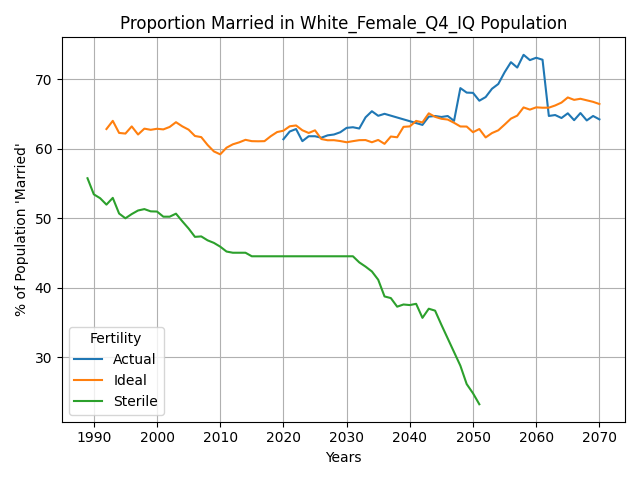 Proportion Married in White_Female_Q4_IQ Population
% of Population 'Married'
70
60
50
40
30
Fertility
Actual
Ideal
Sterile
1990 2000 2010 2020 2030 2040 2050 2060 2070
Years